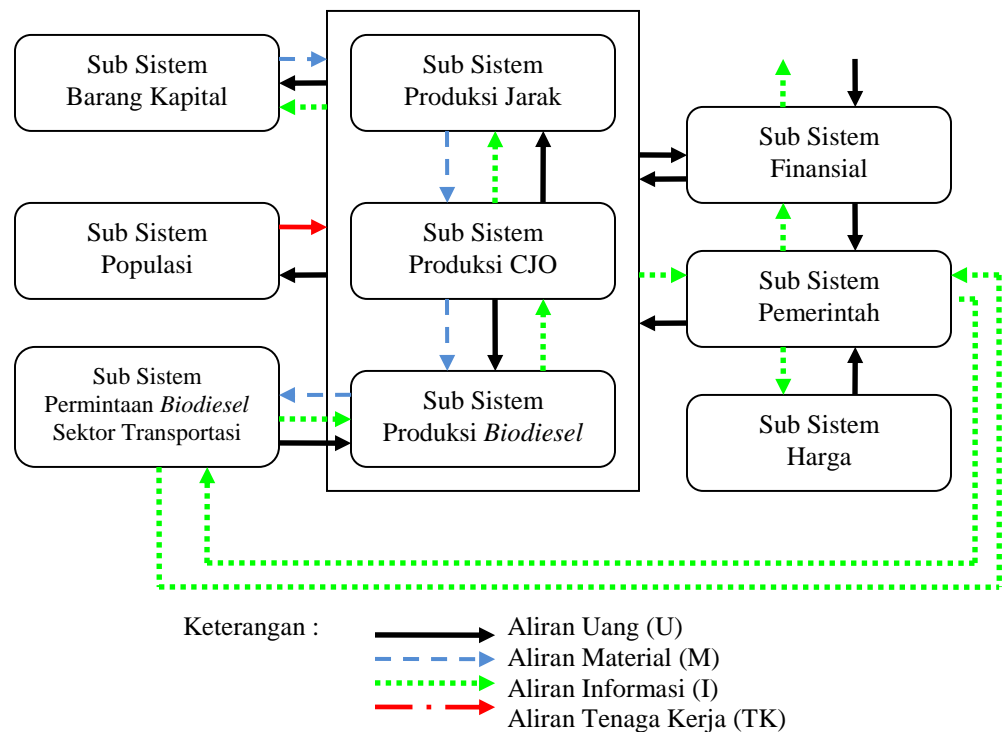 Sub Sistem
Barang Kapital
Sub Sistem
Produksi Jarak
Sub Sistem
Finansial
Sub Sistem
Populasi
Sub Sistem
Produksi CJO
Sub Sistem
Pemerintah
Sub Sistem
Permintaan Biodiesel
Sektor Transportasi
Sub Sistem
Produksi Biodiesel
Sub Sistem
Harga
Keterangan :
Aliran Uang (U)
Aliran Material (M)
Aliran Informasi (I)
Aliran Tenaga Kerja (TK)